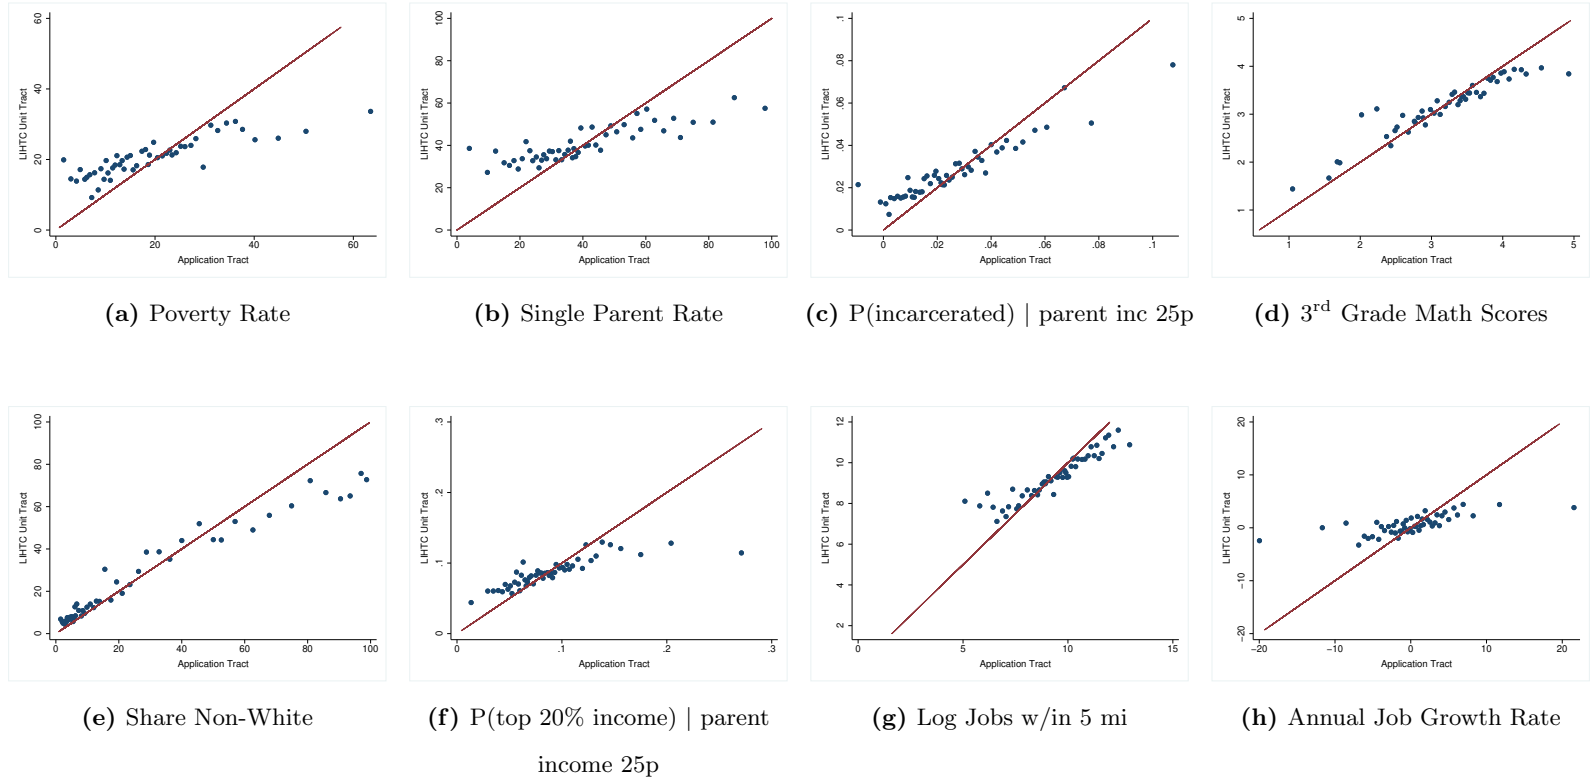 60
40
20
0
LIHTC Unit Tract
0 20 40 60
Application Tract
(a) Poverty Rate
100
80
60
40
20
0
LIHTC Unit Tract
0 20 40 60 80 100
Application Tract
(b) Single Parent Rate
.1
.08
.06
.04
.02
0
LIHTC Unit Tract
0 .02 .04 .06 .08 .1
Application Tract
(c) P(incarcerated) | parent inc 25p
5
4
3
2
1
LIHTC Unit Tract
1 2 3 4 5
Application Tract
(d) 3rd Grade Math Scores
100
80
60
40
20
0
LIHTC Unit Tract
0 20 40 60 80 100
Application Tract
(e) Share Non-White
.3
.2
.1
0
LIHTC Unit Tract
0 .1 .2 .3
Application Tract
(f) P(top 20% income) | parent
income 25p
12
10
8
6
4
2
LIHTC Unit Tract
0 5 10 15
Application Tract
(g) Log Jobs w/in 5 mi
20
10
0
−10
−20
LIHTC Unit Tract
−20 −10 0 10 20
Application Tract
(h) Annual Job Growth Rate